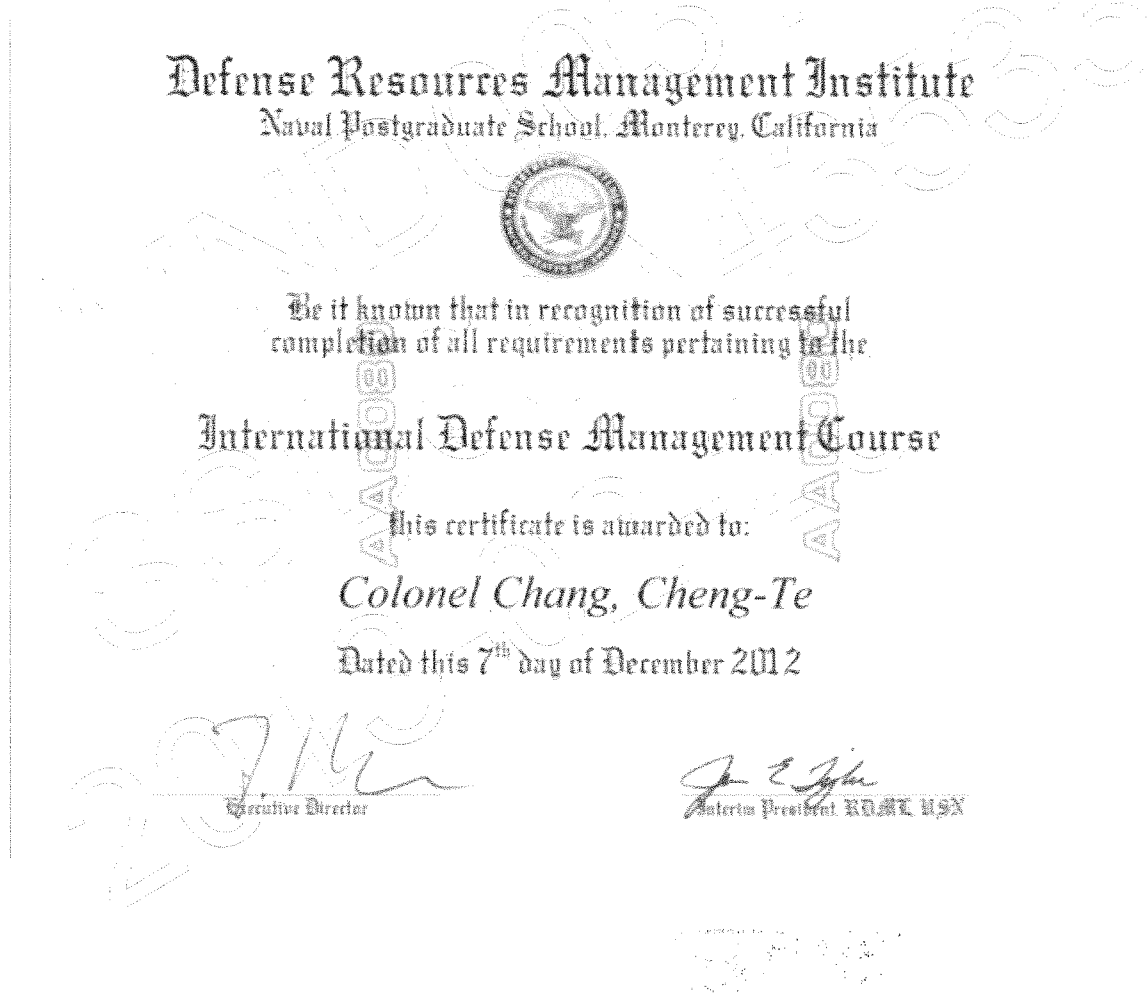 Defense Resources Management Institute
Naval Postgraduate School, Monterey, California
Be it known that in recognition of successful
completion of all requirements pertaining to the
International Defense Management Course
this certificate is awarded to:
Colonel Chang, Cheng-Te
Dated this 7th day of December 2012
Executive Director
Interim President, RDML, USN